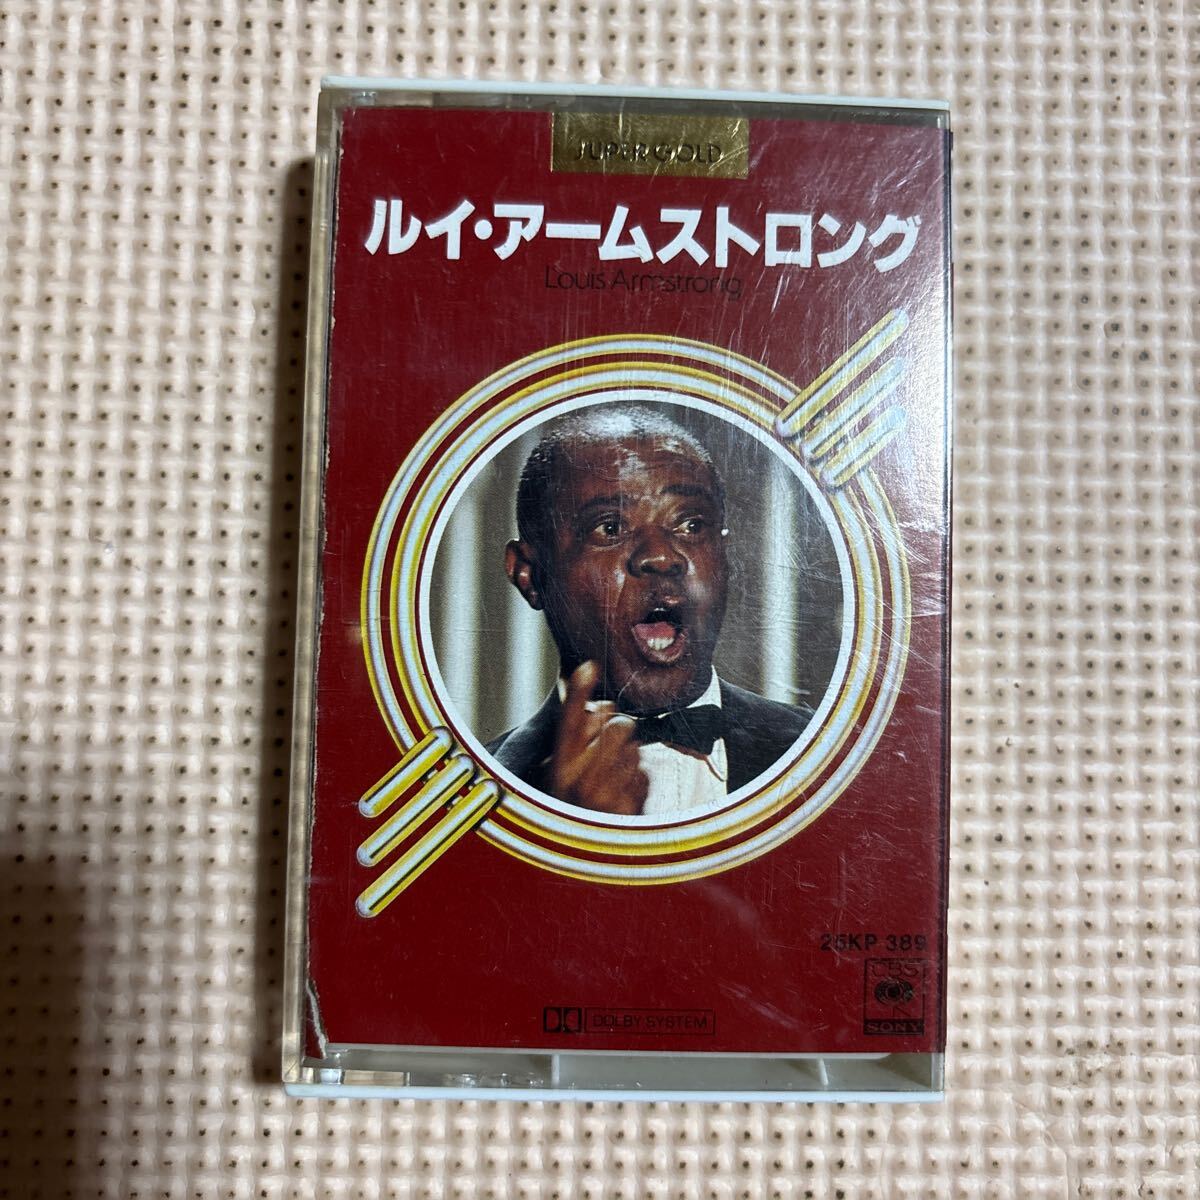 SUPER GOLD
ルイ・アームストロング
Louis Armstrong
25KP 389
CBS
SONY
DOLBY SYSTEM